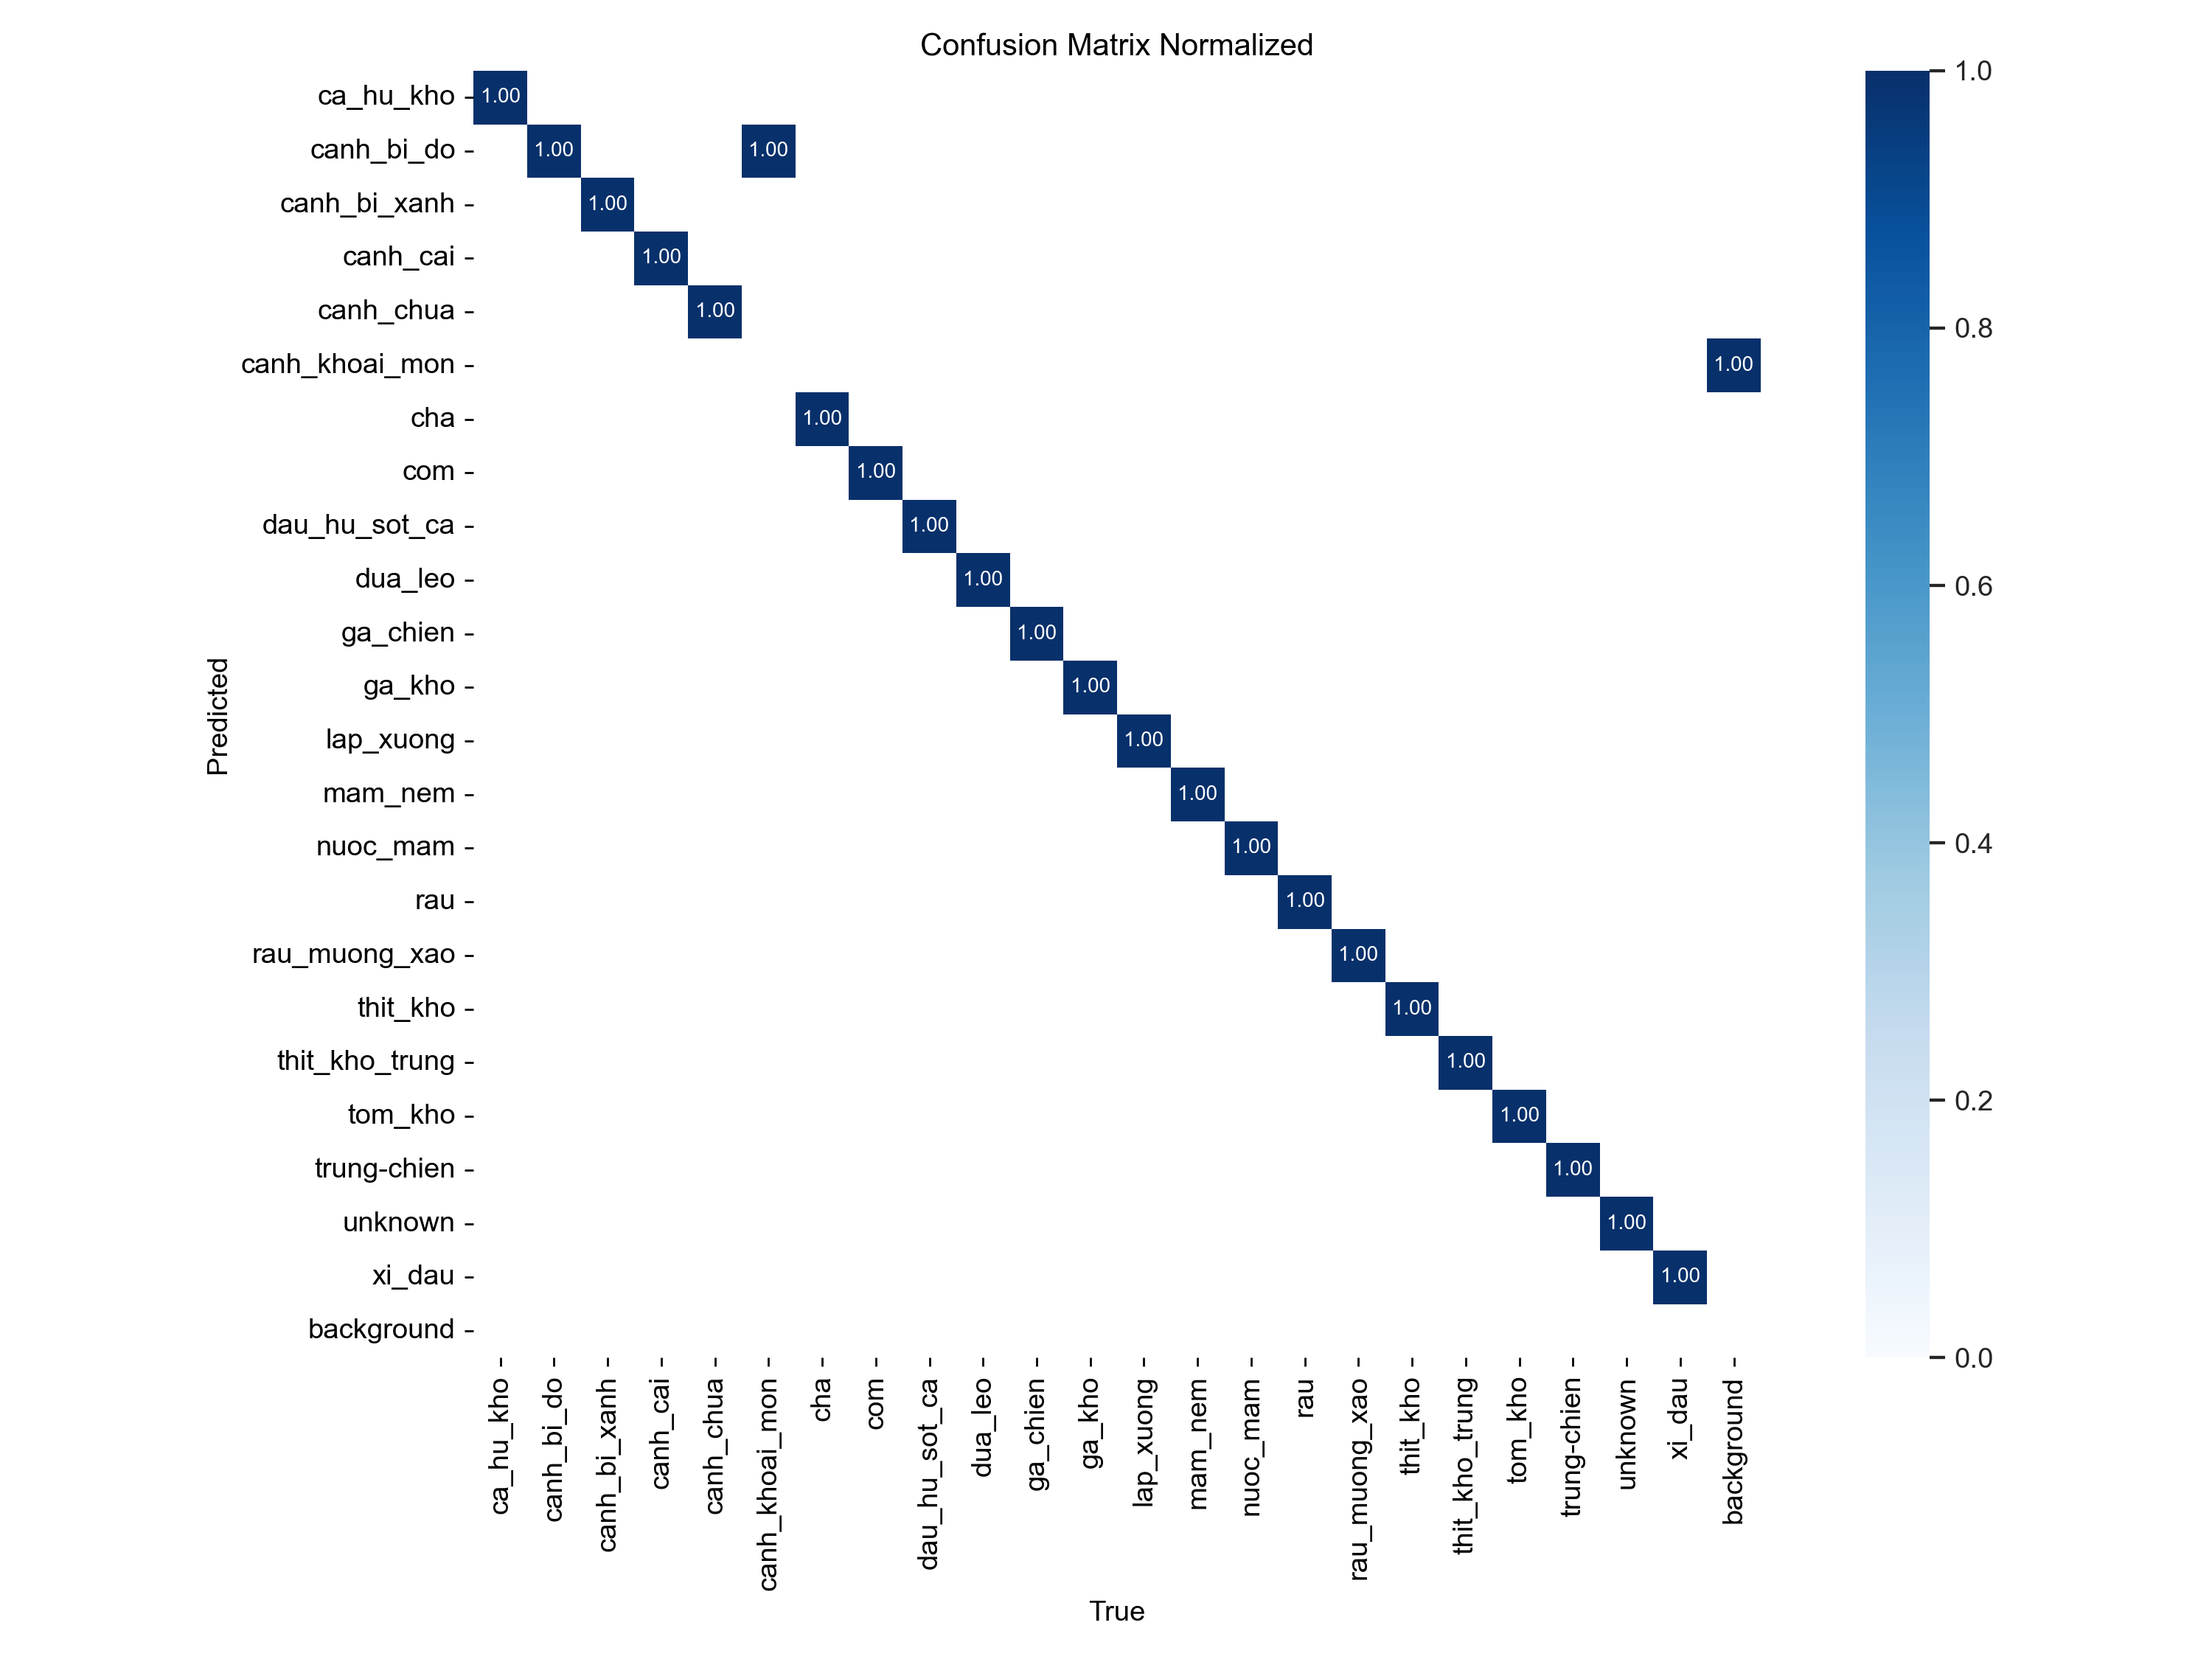 Confusion Matrix Normalized
ca_hu_kho
1.00
canh_bi_do
1.00
1.00
canh_bi_xanh
1.00
canh_cai
1.00
canh_chua
1.00
canh_khoai_mon
1.00
cha
1.00
com
1.00
dau_hu_sot_ca
1.00
dua_leo
1.00
ga_chien
1.00
ga_kho
1.00
lap_xuong
1.00
mam_nem
1.00
nuoc_mam
1.00
rau
1.00
rau_muong_xao
1.00
thit_kho
1.00
thit_kho_trung
1.00
tom_kho
1.00
trung-chien
1.00
unknown
1.00
xi_dau
1.00
background
Predicted
ca_hu_kho
canh_bi_do
canh_bi_xanh
canh_cai
canh_chua
canh_khoai_mon
cha
com
dau_hu_sot_ca
dua_leo
ga_chien
ga_kho
lap_xuong
mam_nem
nuoc_mam
rau
rau_muong_xao
thit_kho
thit_kho_trung
tom_kho
trung-chien
unknown
xi_dau
background
True
1.0
0.8
0.6
0.4
0.2
0.0